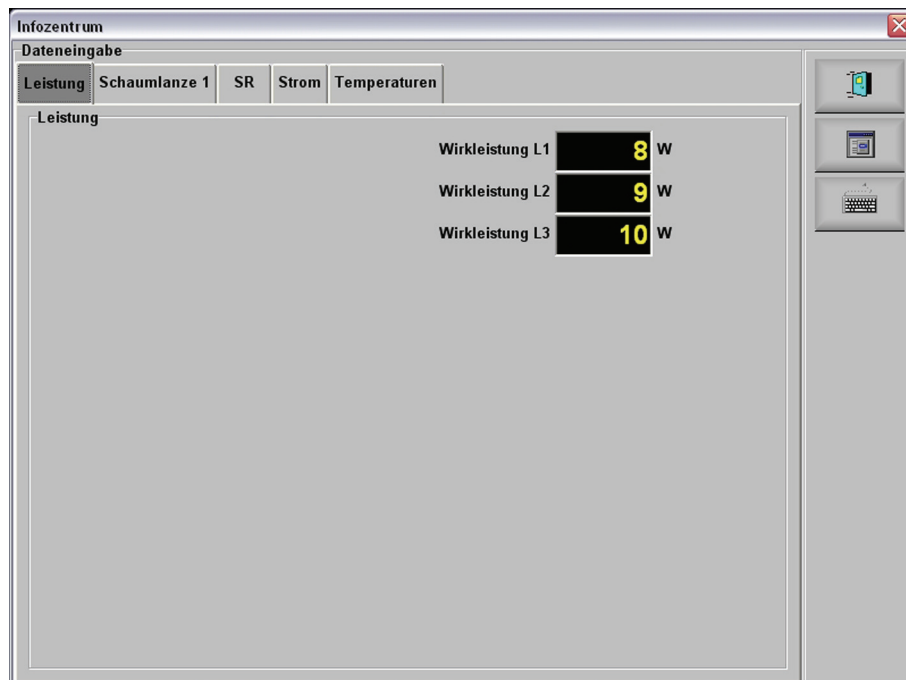 Infozentrum
Dateneingabe
Leistung Schaumlanze 1 SR Strom Temperaturen
Leistung
Wirkleistung L1 8 W
Wirkleistung L2 9 W
Wirkleistung L3 10 W